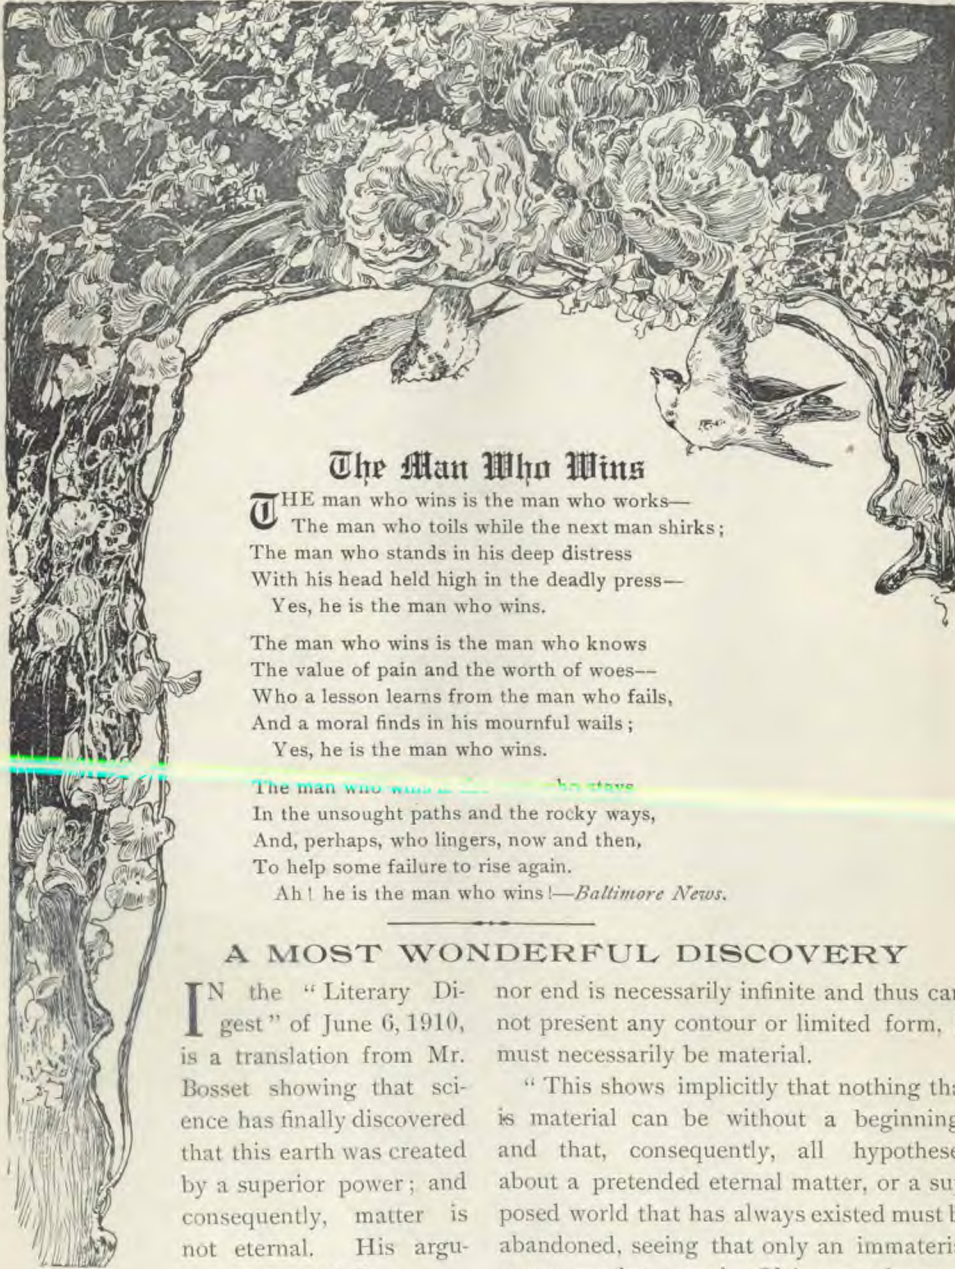 The Man Who Wins
THE man who wins is the man who works—
The man who toils while the next man shirks;
The man who stands in his deep distress
With his head held high in the deadly press—
Yes, he is the man who wins.
The man who wins is the man who knows
The value of pain and the worth of woes—
Who a lesson learns from the man who fails,
And a moral finds in his mournful wails;
Yes, he is the man who wins.
The man who wins who stays
In the unsought paths and the rocky ways,
And, perhaps, who lingers, now and then,
To help some failure to rise again.
Ah! he is the man who wins!—Baltimore News.
A MOST WONDERFUL DISCOVERY
IN the "Literary Di-
gest" of June 6, 1910,
is a translation from Mr.
Bosset showing that sci-
ence has finally discovered
that this earth was created
by a superior power; and
consequently, matter is
not eternal. His argu-
nor end is necessarily infinite and thus can
not present any contour or limited form,
must necessarily be material.
"This shows implicitly that nothing tha
is material can be without a beginning
and that, consequently, all hypothese
about a pretended eternal matter, or a su
posed world that has always existed must b
abandoned, seeing that only an immateri